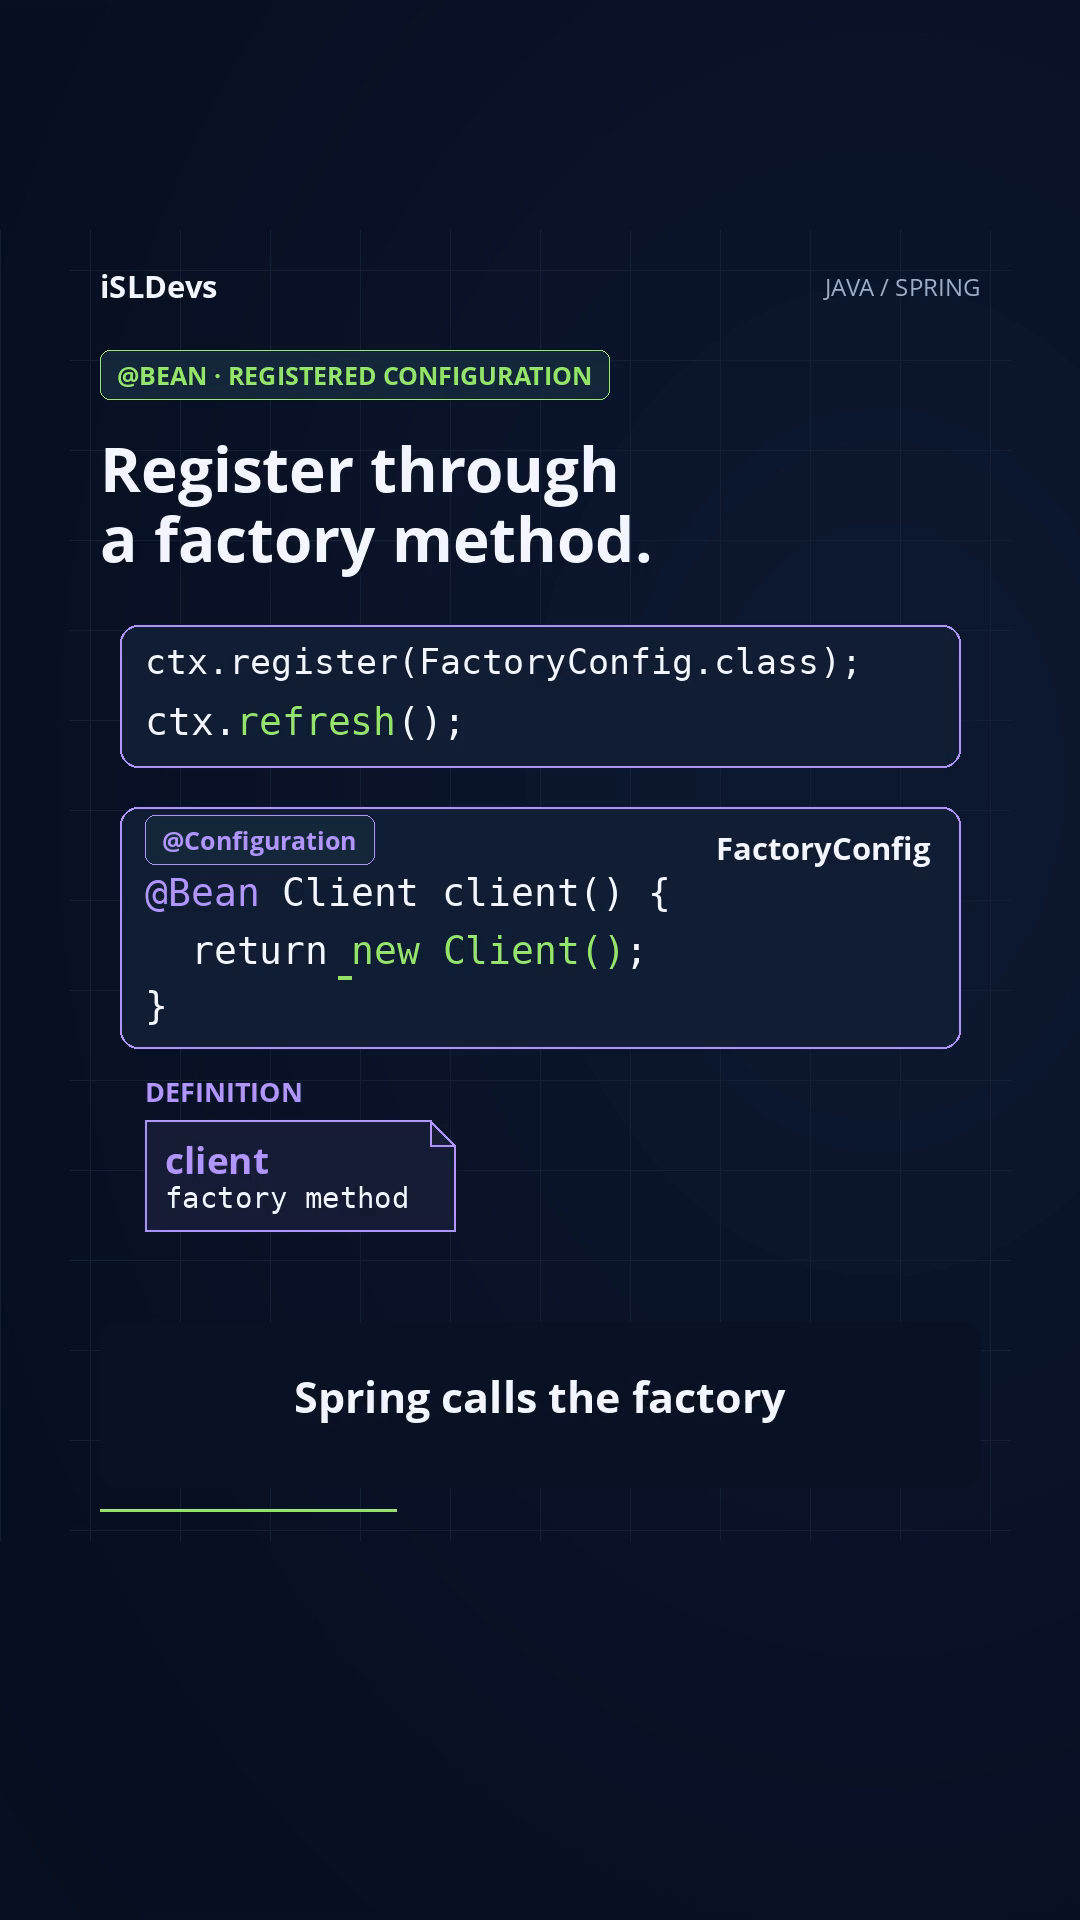 iSLDevs
JAVA / SPRING
@BEAN · REGISTERED CONFIGURATION
Register through
a factory method.
ctx.register(FactoryConfig.class);
ctx.refresh();
@Configuration
FactoryConfig
@Bean Client client() {
  return new Client();
}
DEFINITION
client
factory method
Spring calls the factory